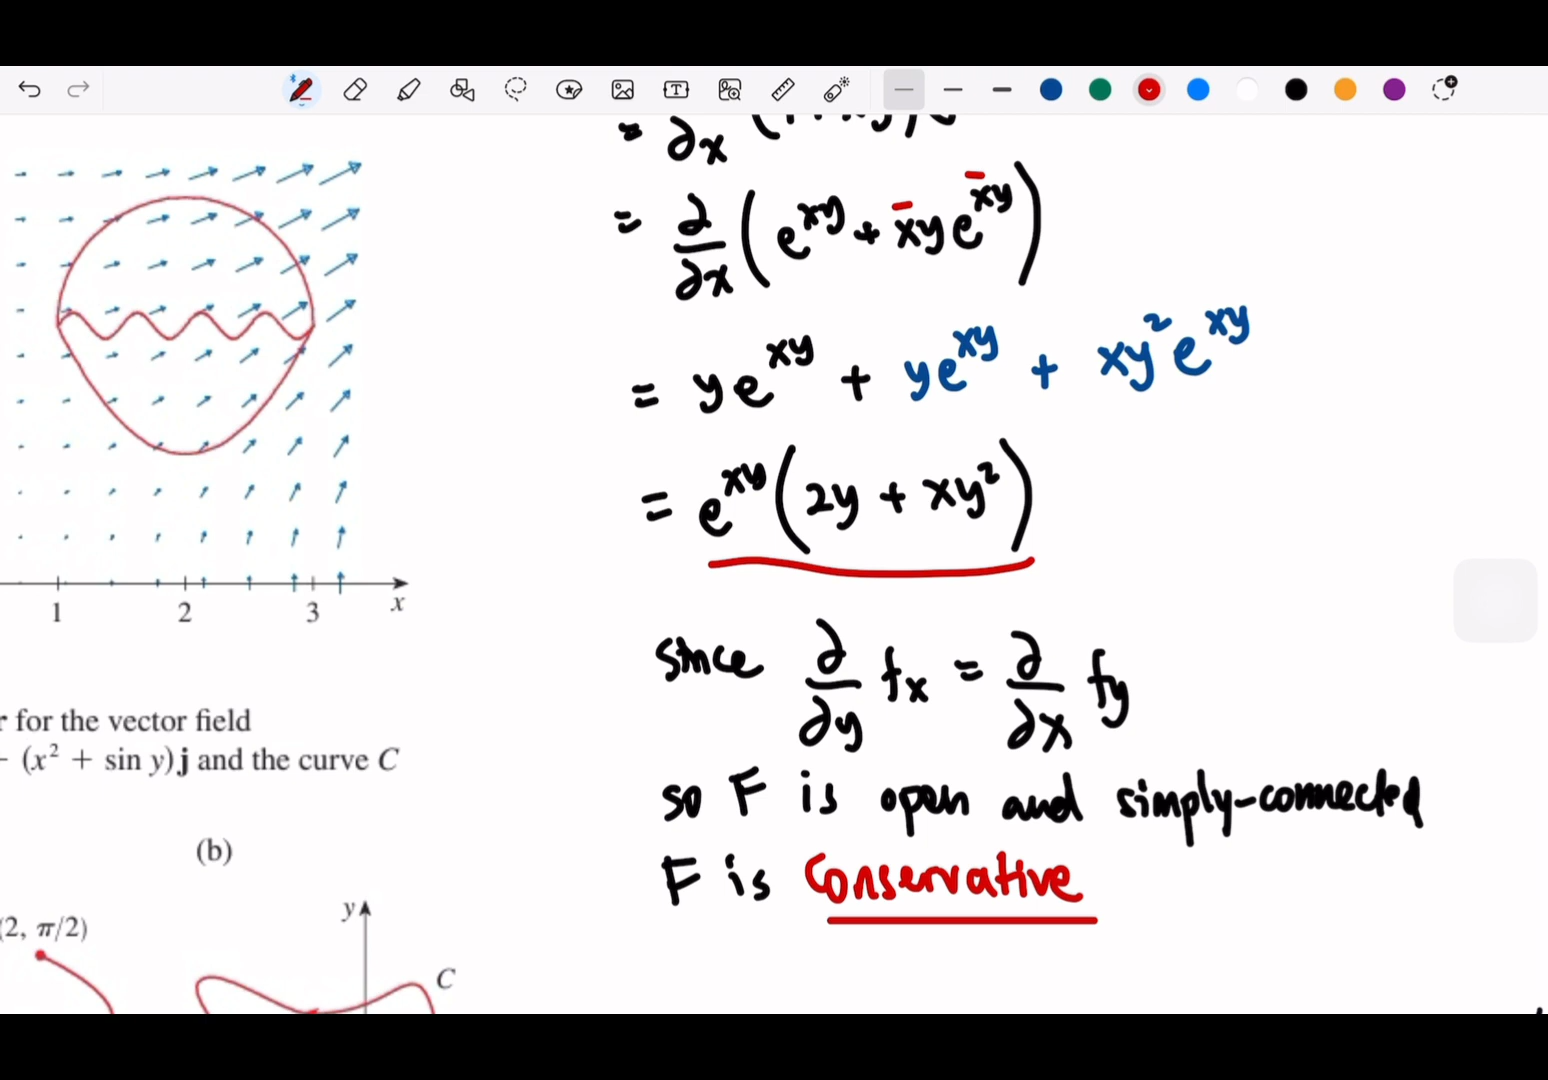 = ∂/∂x (e^{xy} + xye^{xy})
= ye^{xy} + ye^{xy} + xy²e^{xy}
= e^{xy}(2y + xy²)
since ∂/∂y fx = ∂/∂x fy
so F is open and simply-connected
F is conservative
1 2 3 x
r for the vector field
(x² + sin y)j and the curve C
(b)
(2, π/2)
y
C